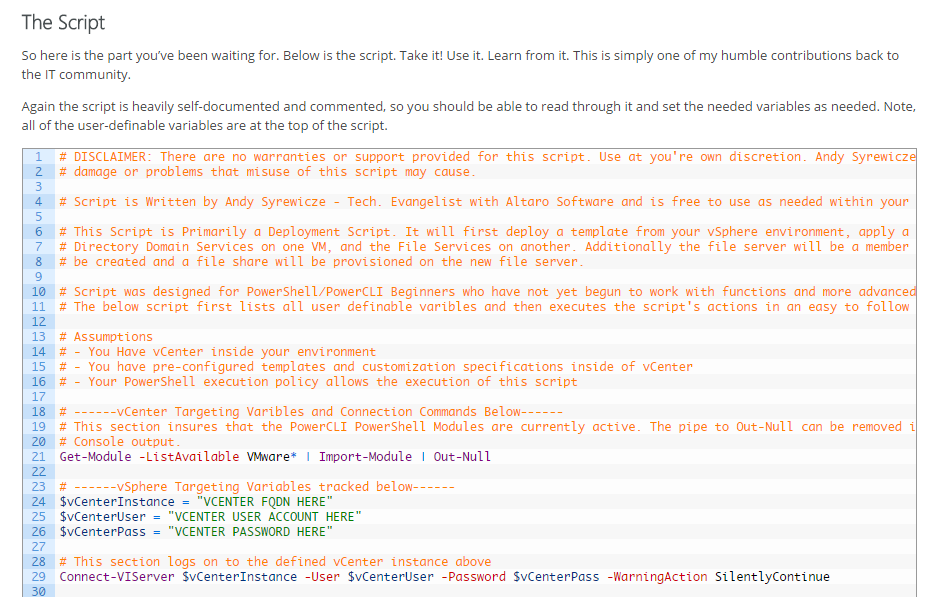 The Script
So here is the part you’ve been waiting for. Below is the script. Take it! Use it. Learn from it. This is simply one of my humble contributions back to
the IT community.
Again the script is heavily self-documented and commented, so you should be able to read through it and set the needed variables as needed. Note,
all of the user-definable variables are at the top of the script.
1 # DISCLAIMER: There are no warranties or support provided for this script. Use at you're own discretion. Andy Syrewicze
2 # damage or problems that misuse of this script may cause.
3
4 # Script is Written by Andy Syrewicze - Tech. Evangelist with Altaro Software and is free to use as needed within your
5
6 # This Script is Primarily a Deployment Script. It will first deploy a template from your vSphere environment, apply a
7 # Directory Domain Services on one VM, and the File Services on another. Additionally the file server will be a member
8 # be created and a file share will be provisioned on the new file server.
9
10 # Script was designed for PowerShell/PowerCLI Beginners who have not yet begun to work with functions and more advanced
11 # The below script first lists all user definable varibles and then executes the script's actions in an easy to follow
12
13 # Assumptions
14 # - You Have vCenter inside your environment
15 # - You have pre-configured templates and customization specifications inside of vCenter
16 # - Your PowerShell execution policy allows the execution of this script
17
18 # ------vCenter Targeting Varibles and Connection Commands Below------
19 # This section insures that the PowerCLI PowerShell Modules are currently active. The pipe to Out-Null can be removed i
20 # Console output.
21 Get-Module -ListAvailable VMware* | Import-Module | Out-Null
22
23 # ------vSphere Targeting Variables tracked below------
24 $vCenterInstance = "VCENTER FQDN HERE"
25 $vCenterUser = "VCENTER USER ACCOUNT HERE"
26 $vCenterPass = "VCENTER PASSWORD HERE"
27
28 # This section logs on to the defined vCenter instance above
29 Connect-VIServer $vCenterInstance -User $vCenterUser -Password $vCenterPass -WarningAction SilentlyContinue
30